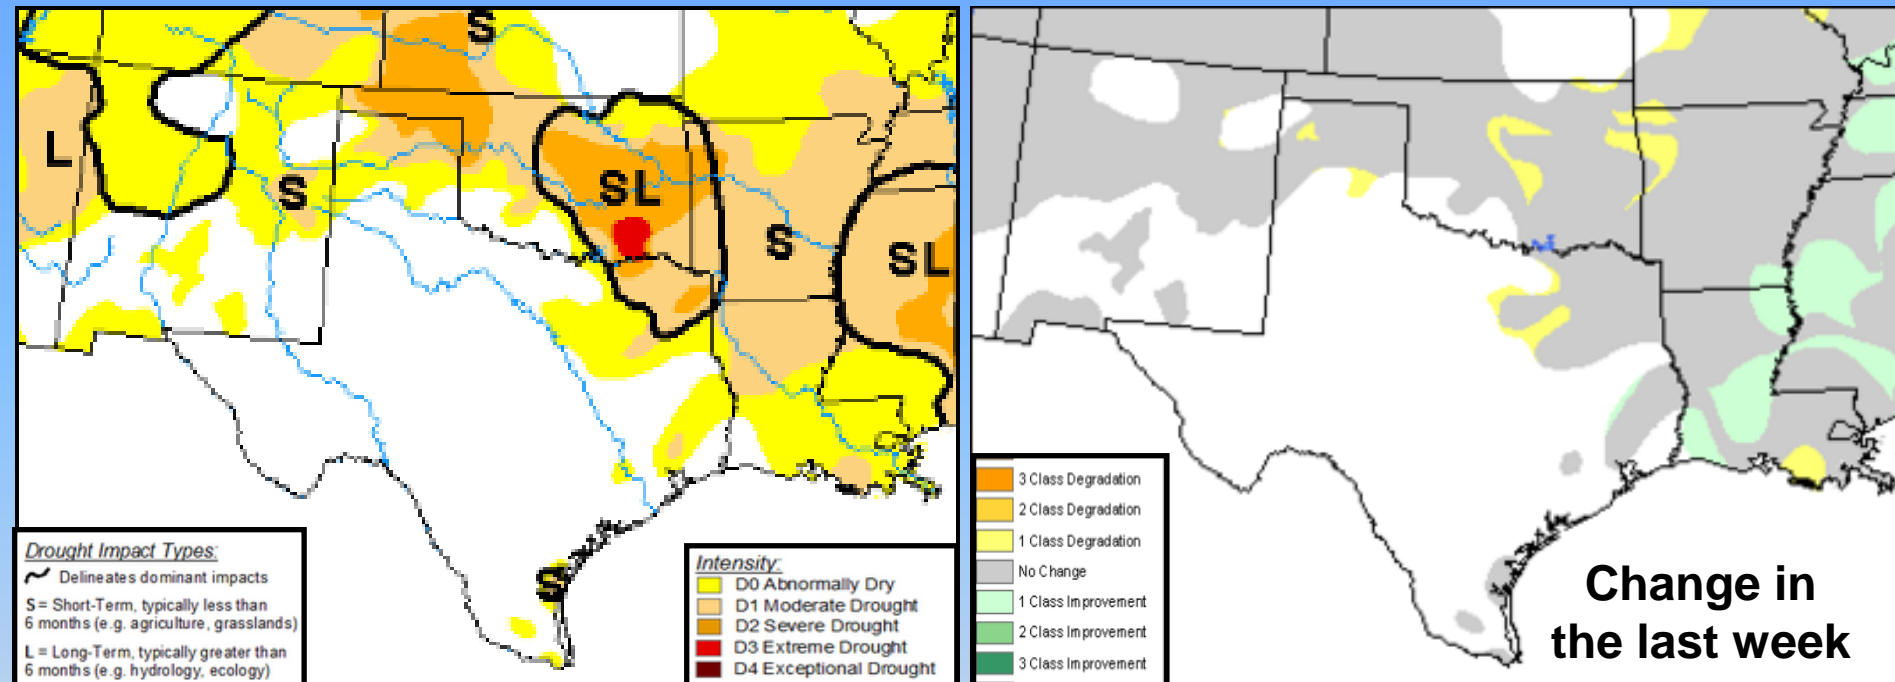 S
L
S
SL
S
SL
S
Drought Impact Types:
Delineates dominant impacts
S = Short-Term, typically less than
6 months (e.g. agriculture, grasslands)
L = Long-Term, typically greater than
6 months (e.g. hydrology, ecology)
Intensity:
D0 Abnormally Dry
D1 Moderate Drought
D2 Severe Drought
D3 Extreme Drought
D4 Exceptional Drought
3 Class Degradation
2 Class Degradation
1 Class Degradation
No Change
1 Class Improvement
2 Class Improvement
3 Class Improvement
Change in
the last week